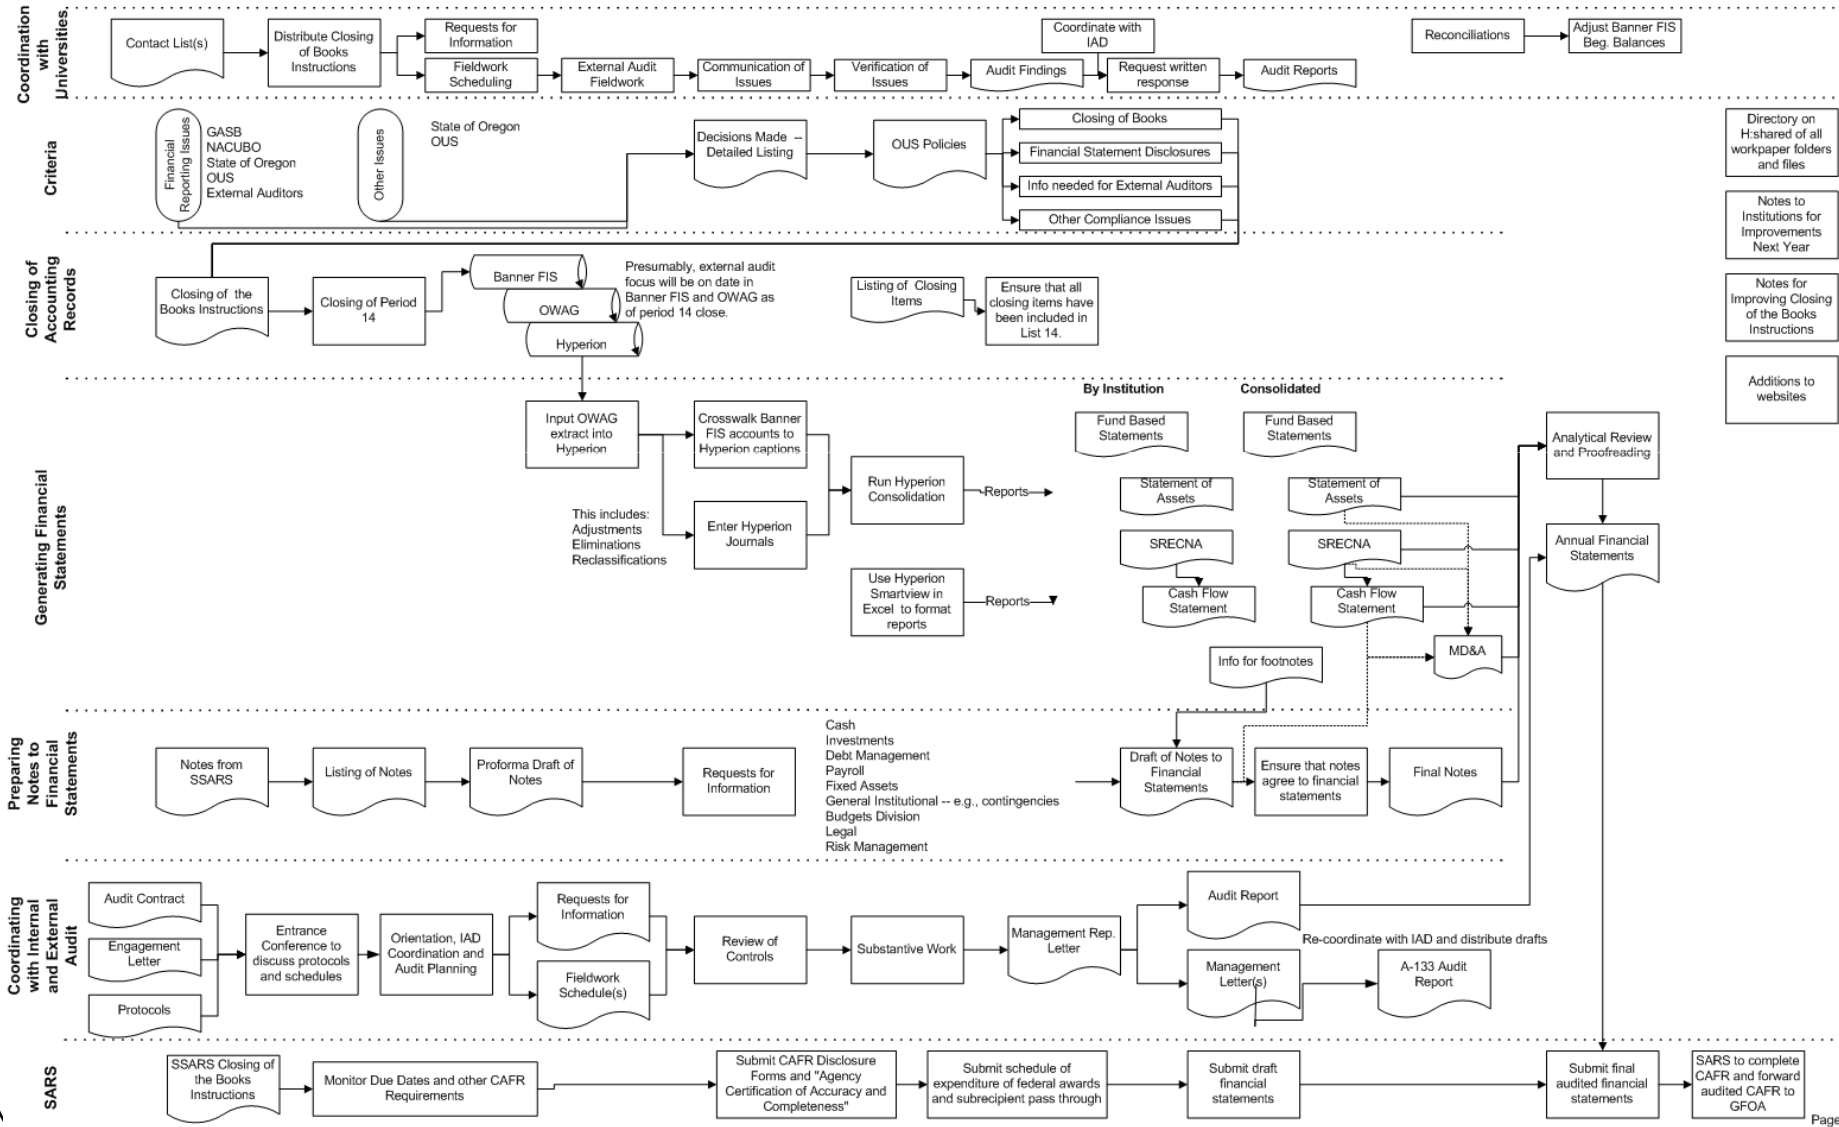 Coordination
with
Universities
Contact List(s)
Distribute Closing
of Books
Instructions
Requests for
Information
Fieldwork
Scheduling
External Audit
Fieldwork
Communication of
Issues
Verification of
Issues
Audit Findings
Coordinate with
IAD
Request written
response
Audit Reports
Reconciliations
Adjust Banner FIS
Beg. Balances
Criteria
Financial
Reporting Issues
GASB
NACUBO
State of Oregon
OUS
External Auditors
Other Issues
State of Oregon
OUS
Decisions Made --
Detailed Listing
OUS Policies
Closing of Books
Financial Statement Disclosures
Info needed for External Auditors
Other Compliance Issues
Directory on
H:shared of all
workpaper folders
and files
Notes to
Institutions for
Improvements
Next Year
Notes for
Improving Closing
of the Books
Instructions
Additions to
websites
Closing of
Accounting
Records
Closing of the
Books Instructions
Closing of Period
14
Banner FIS
OWAG
Hyperion
Presumably, external audit
focus will be on date in
Banner FIS and OWAG as
of period 14 close.
Listing of Closing
Items
Ensure that all
closing items have
been included in
List 14.
Generating Financial
Statements
Input OWAG
extract into
Hyperion
Crosswalk Banner
FIS accounts to
Hyperion captions
This includes:
Adjustments
Eliminations
Reclassifications
Enter Hyperion
Journals
Run Hyperion
Consolidation
Reports
Use Hyperion
Smartview in
Excel to format
reports
Reports
By Institution
Consolidated
Fund Based
Statements
Fund Based
Statements
Statement of
Assets
Statement of
Assets
SRECNA
SRECNA
Cash Flow
Statement
Cash Flow
Statement
MD&A
Info for footnotes
Analytical Review
and Proofreading
Annual Financial
Statements
Preparing
Notes to
Financial
Statements
Notes from
SSARS
Listing of Notes
Proforma Draft of
Notes
Requests for
Information
Cash
Investments
Debt Management
Payroll
Fixed Assets
General Institutional -- e.g., contingencies
Budgets Division
Legal
Risk Management
Draft of Notes to
Financial
Statements
Ensure that notes
agree to financial
statements
Final Notes
Coordinating
with Internal
and External
Audit
Audit Contract
Engagement
Letter
Protocols
Entrance
Conference to
discuss protocols
and schedules
Orientation, IAD
Coordination and
Audit Planning
Requests for
Information
Fieldwork
Schedule(s)
Review of
Controls
Substantive Work
Management Rep.
Letter
Audit Report
Management
Letter(s)
Re-coordinate with IAD and distribute drafts
A-133 Audit
Report
SARS
SSARS Closing of
the Books
Instructions
Monitor Due Dates and other CAFR
Requirements
Submit CAFR Disclosure
Forms and "Agency
Certification of Accuracy and
Completeness"
Submit schedule of
expenditure of federal awards
and subrecipient pass through
Submit draft
financial
statements
Submit final
audited financial
statements
SARS to complete
CAFR and forward
audited CAFR to
GFOA
Page